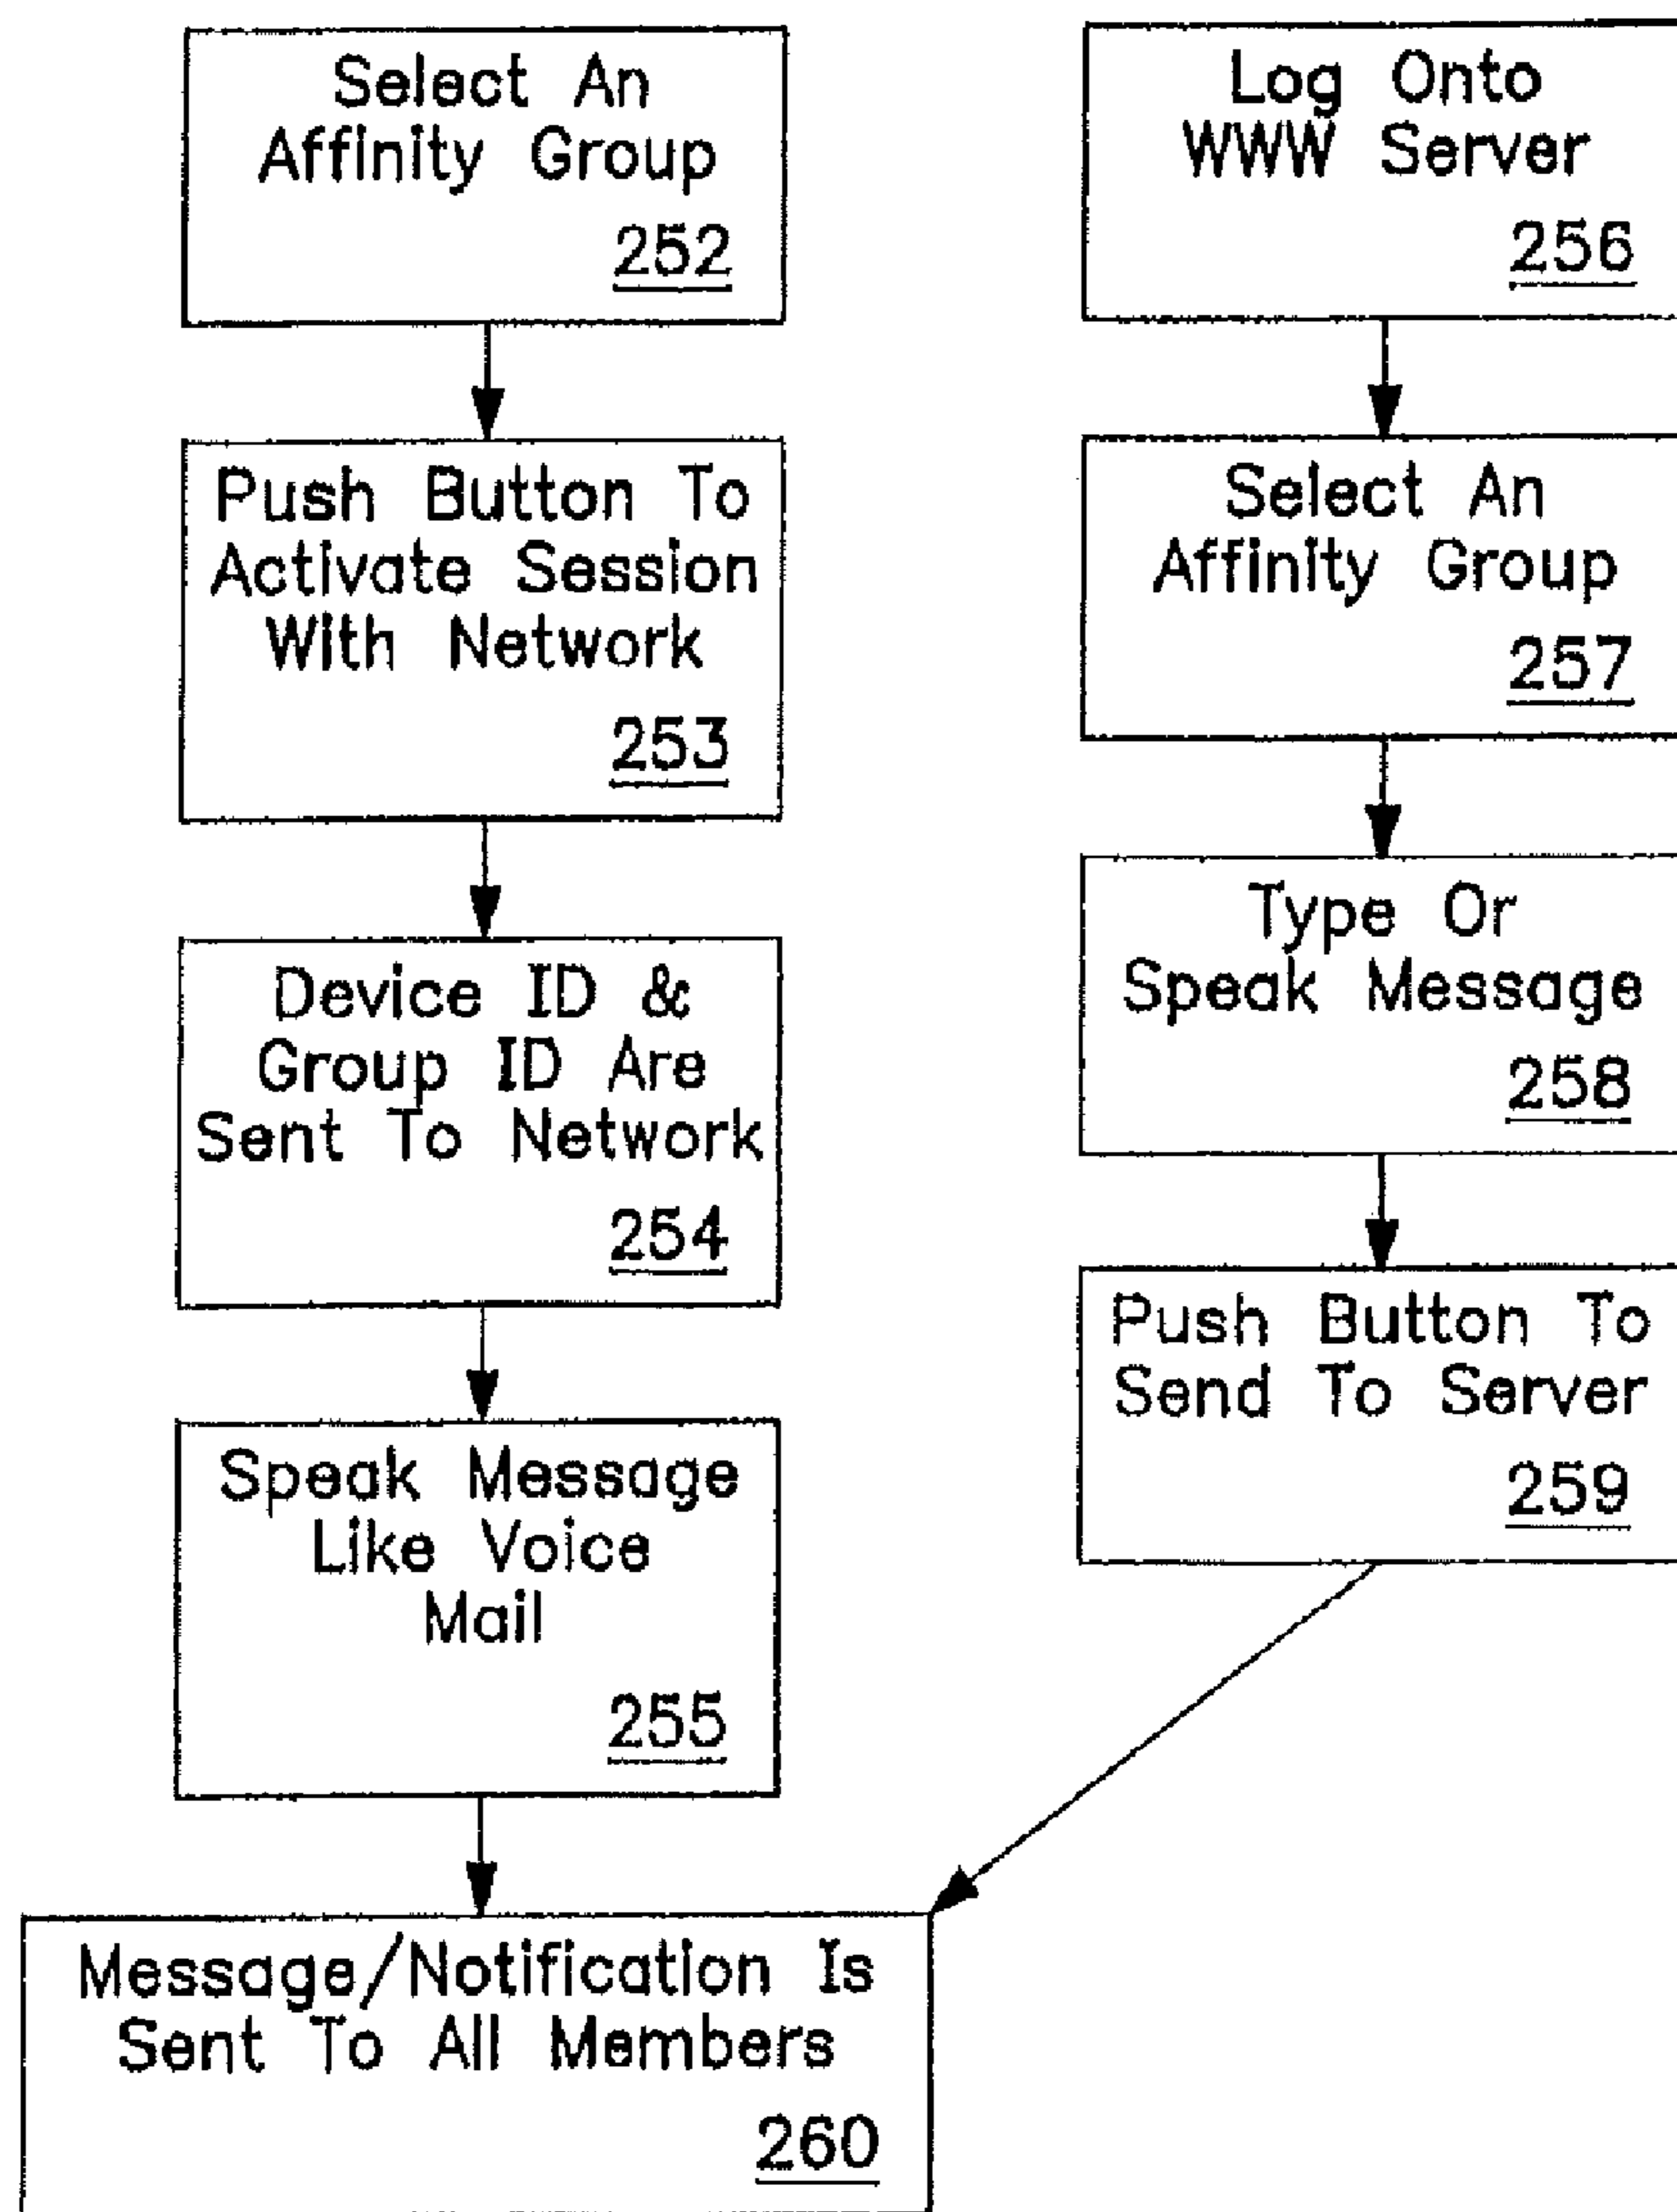 Select An
Affinity Group
252
Push Button To
Activate Session
With Network
253
Device ID &
Group ID Are
Sent To Network
254
Speak Message
Like Voice
Mail
255
Log Onto
WWW Server
256
Select An
Affinity Group
257
Type Or
Speak Message
258
Push Button To
Send To Server
259
Message/Notification Is
Sent To All Members
260